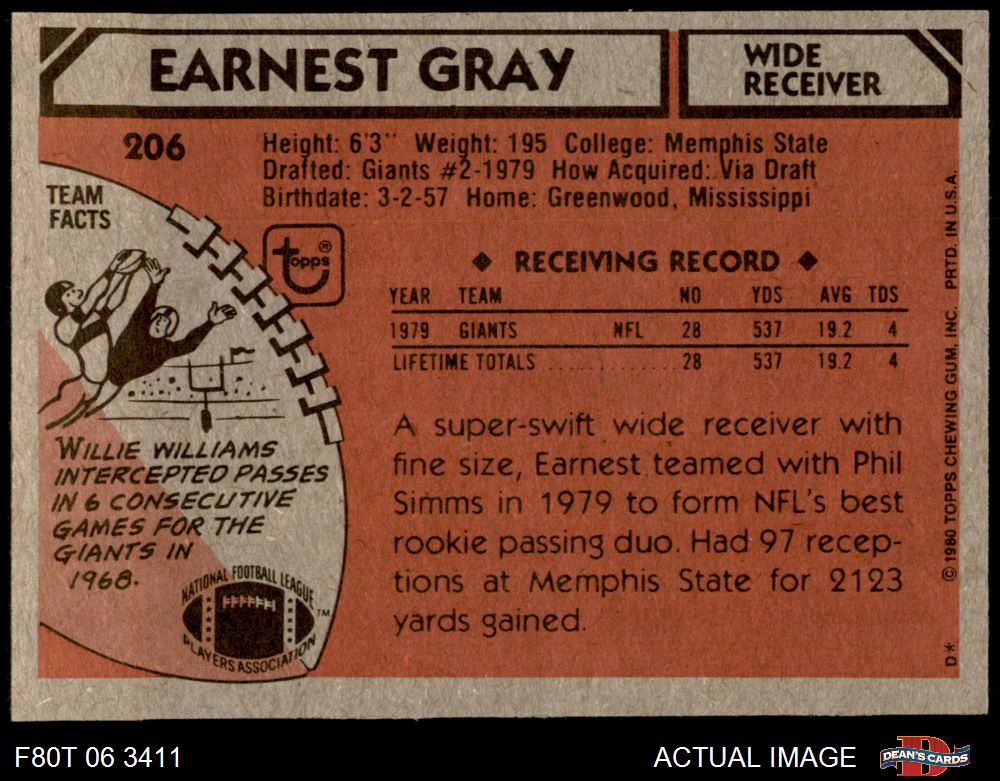 EARNEST GRAY
WIDE
RECEIVER
206
Height: 6'3" Weight: 195 College: Memphis State
Drafted: Giants #2-1979 How Acquired: Via Draft
Birthdate: 3-2-57 Home: Greenwood, Mississippi
TEAM
FACTS
topps®
◆ RECEIVING RECORD ◆
YEAR TEAM NO YDS AVG TDS
1979 GIANTS NFL 28 537 19.2 4
LIFETIME TOTALS ............ 28 537 19.2 4
A super-swift wide receiver with
fine size, Earnest teamed with Phil
Simms in 1979 to form NFL's best
rookie passing duo. Had 97 recep-
tions at Memphis State for 2123
yards gained.
WILLIE WILLIAMS
INTERCEPTED PASSES
IN 6 CONSECUTIVE
GAMES FOR THE
GIANTS IN
1968.
NATIONAL FOOTBALL LEAGUE
PLAYERS ASSOCIATION
TM
D* © 1980 TOPPS CHEWING GUM, INC. PRTD. IN U.S.A.
F80T 06 3411
ACTUAL IMAGE
DEAN'S CARDS